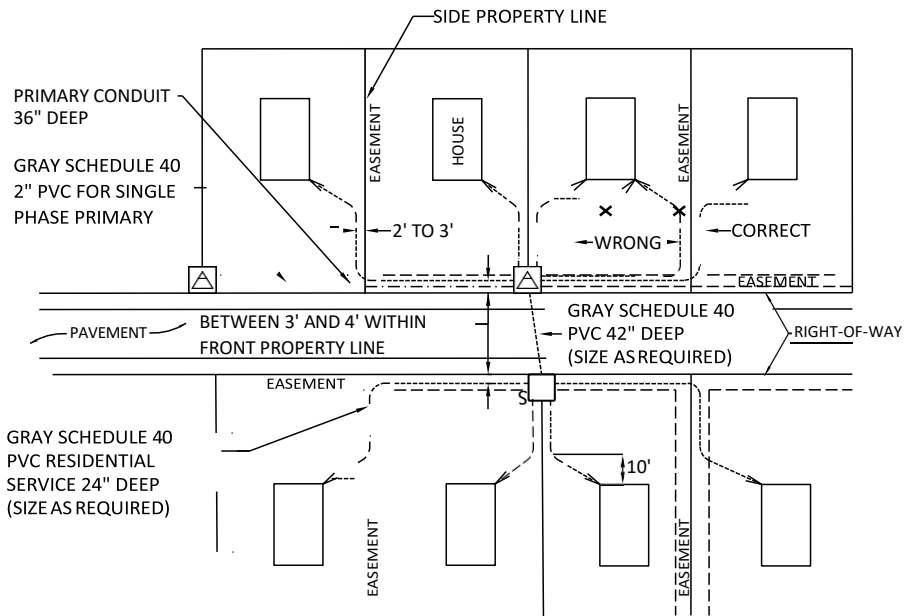 SIDE PROPERTY LINE
PRIMARY CONDUIT
36" DEEP
GRAY SCHEDULE 40
2" PVC FOR SINGLE
PHASE PRIMARY
EASEMENT
HOUSE
EASEMENT
2' TO 3'
WRONG
CORRECT
EASEMENT
PAVEMENT
BETWEEN 3' AND 4' WITHIN
FRONT PROPERTY LINE
GRAY SCHEDULE 40
PVC 42" DEEP
(SIZE AS REQUIRED)
RIGHT-OF-WAY
EASEMENT
S
GRAY SCHEDULE 40
PVC RESIDENTIAL
SERVICE 24" DEEP
(SIZE AS REQUIRED)
10'
EASEMENT
EASEMENT